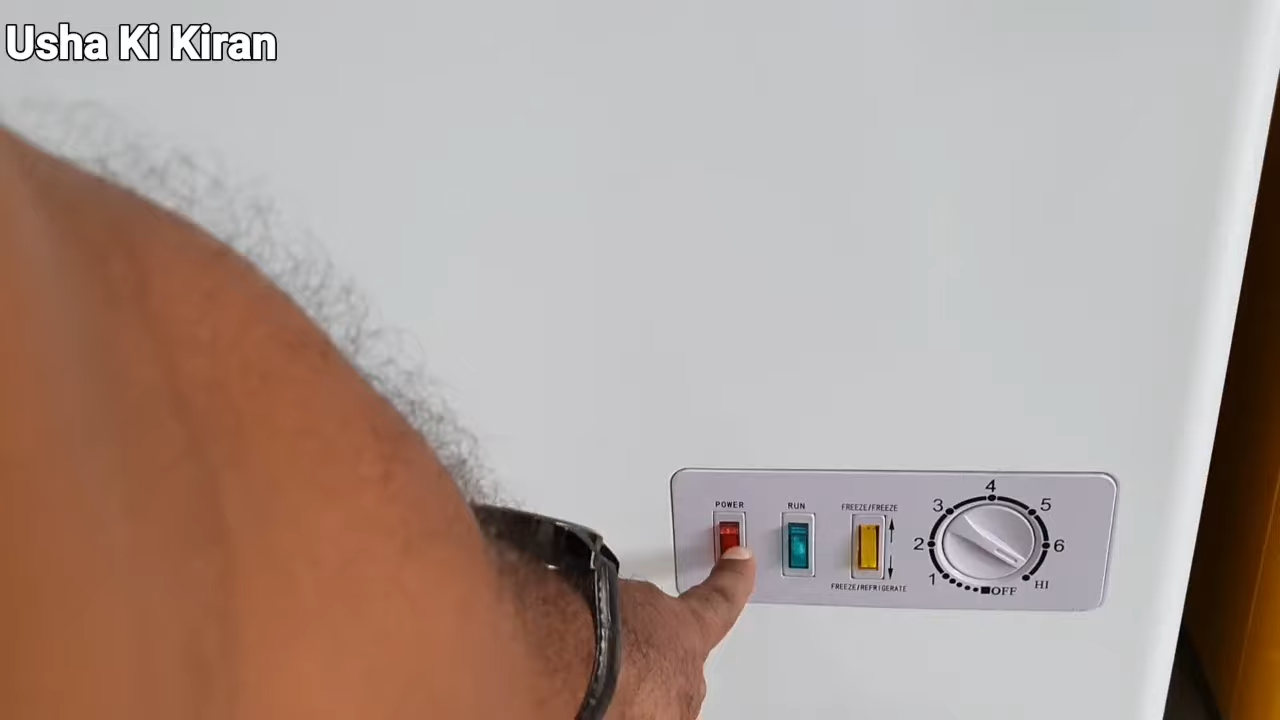 Usha Ki Kiran
POWER
RUN
FREEZE/FREEZE
FREEZE/REFRIGERATE
1
2
3
4
5
6
HI
OFF